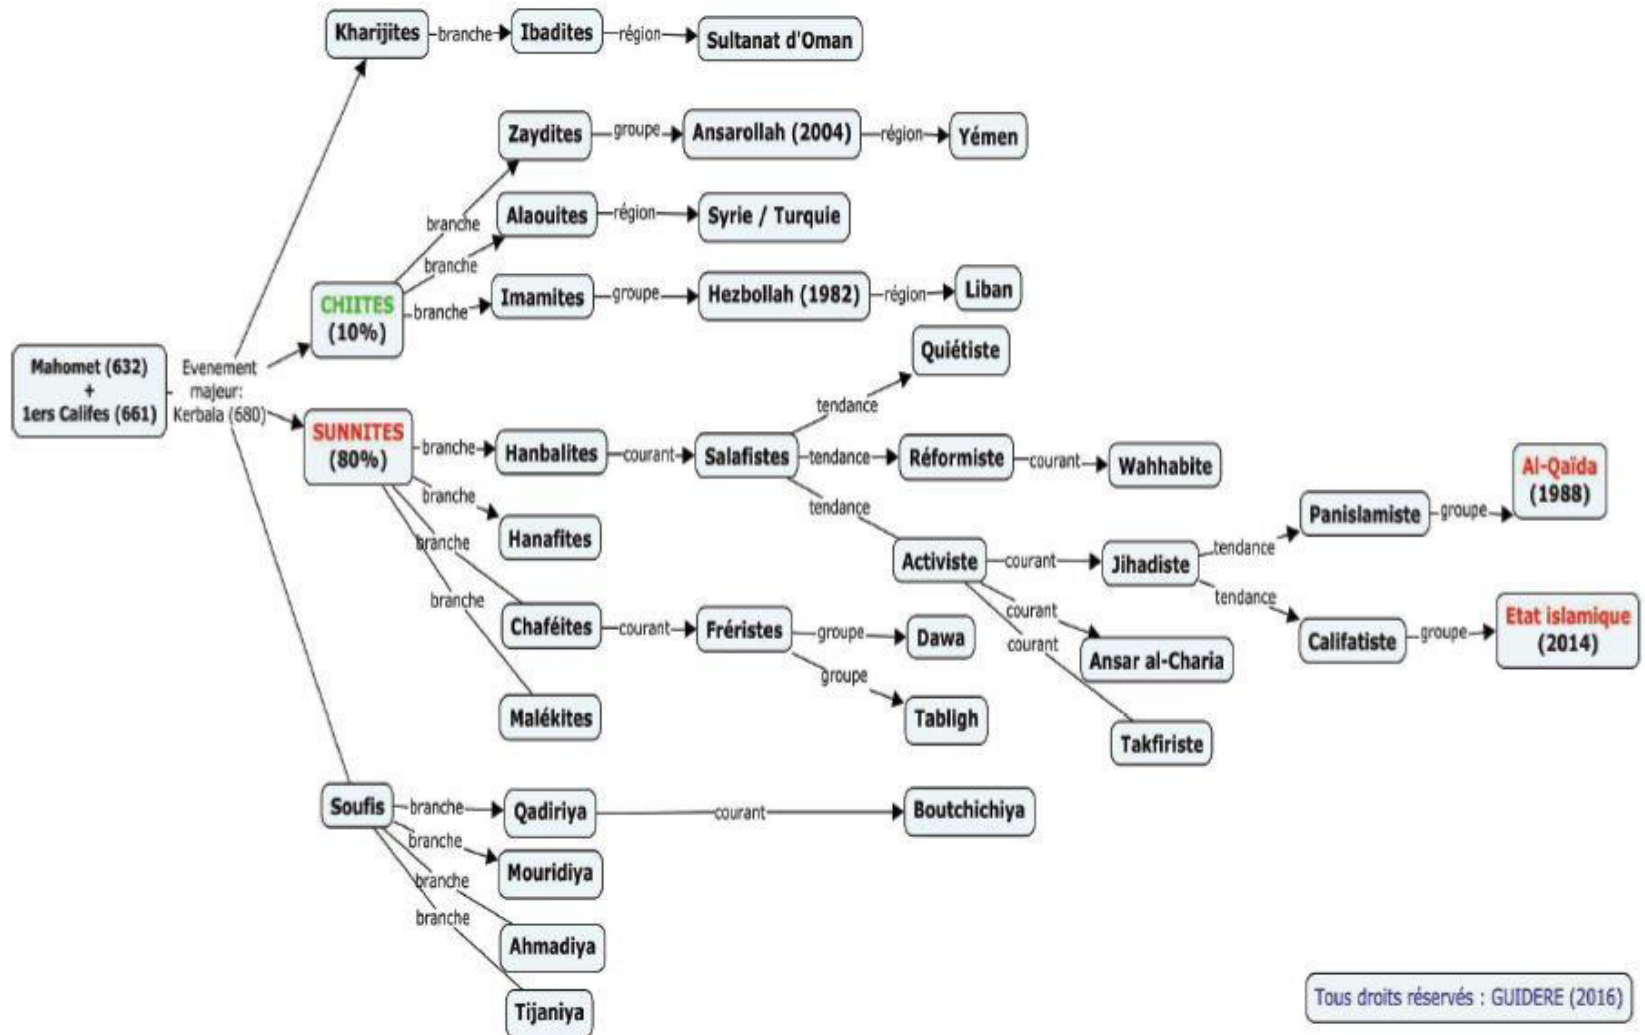 Kharijites
branche
Ibadites
région
Sultanat d'Oman
Zaydites
groupe
Ansarollah (2004)
région
Yémen
branche
Alaouites
région
Syrie / Turquie
branche
CHIITES
(10%)
branche
Imamites
groupe
Hezbollah (1982)
région
Liban
Mahomet (632)
+
1ers Califes (661)
Evenement
majeur:
Kerbala (680)
Quiétiste
tendance
SUNNITES
(80%)
branche
Hanbalites
courant
Salafistes
tendance
Réformiste
courant
Wahhabite
Al-Qaïda
(1988)
branche
Hanafites
tendance
Panislamiste
groupe
branche
Activiste
courant
Jihadiste
tendance
tendance
branche
Chaféites
courant
Fréristes
groupe
Dawa
courant
courant
Ansar al-Charia
Califatiste
groupe
Etat islamique
(2014)
groupe
Tabligh
Malékites
Takfiriste
Soufis
branche
Qadiriya
courant
Boutchichiya
branche
Mouridiya
branche
Ahmadiya
branche
Tijaniya
Tous droits réservés : GUIDERE (2016)